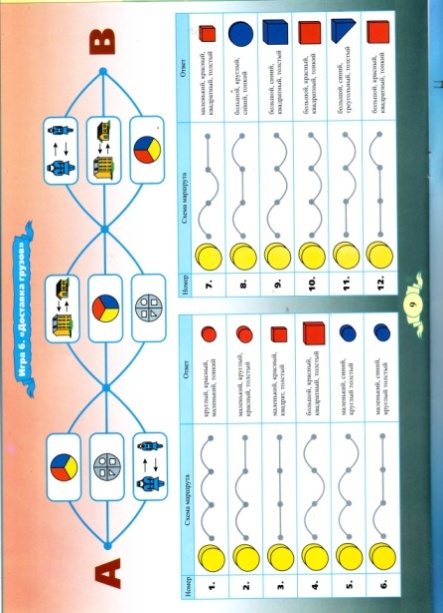 Игра 6. «Доставка грузов»
А
В
Номер
Схема маршрута
Ответ
1.
круглый, красный,
маленький, тонкий
2.
маленький, круглый,
красный, толстый
3.
маленький, красный,
квадрат, толстый
4.
большой, красный,
квадратный, толстый
5.
маленький, синий,
круглый толстый
6.
маленький, синий,
круглый толстый
Номер
Схема маршрута
Ответ
7.
маленький, красный,
квадратный, толстый
8.
большой, круглый,
синий, тонкий
9.
большой, синий,
квадратный, толстый
10.
большой, красный,
квадратный, тонкий
11.
большой, синий,
треугольный, толстый
12.
большой, красный,
квадратный, тонкий
9